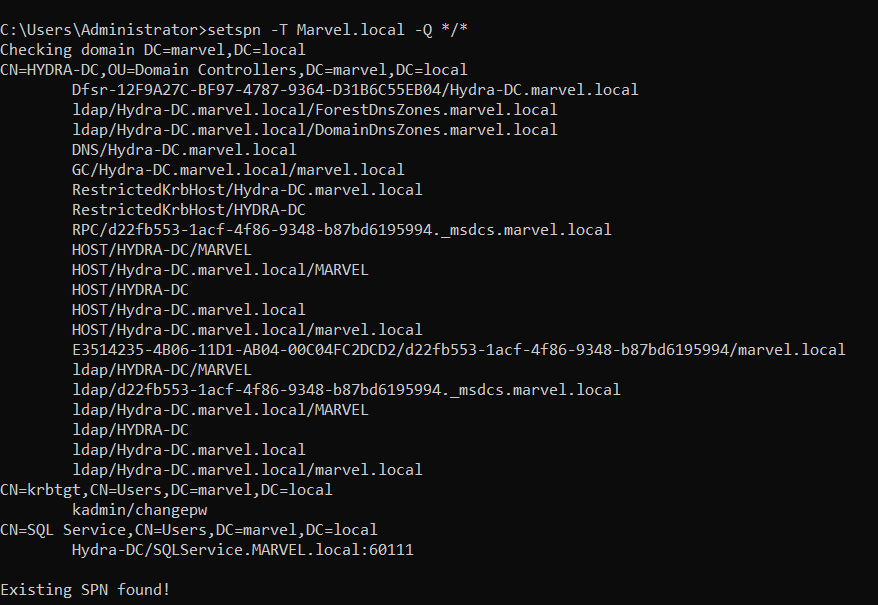 C:\Users\Administrator>setspn -T Marvel.local -Q */*
Checking domain DC=marvel,DC=local
CN=HYDRA-DC,OU=Domain Controllers,DC=marvel,DC=local
Dfsr-12F9A27C-BF97-4787-9364-D31B6C55EB04/Hydra-DC.marvel.local
ldap/Hydra-DC.marvel.local/ForestDnsZones.marvel.local
ldap/Hydra-DC.marvel.local/DomainDnsZones.marvel.local
DNS/Hydra-DC.marvel.local
GC/Hydra-DC.marvel.local/marvel.local
RestrictedKrbHost/Hydra-DC.marvel.local
RestrictedKrbHost/HYDRA-DC
RPC/d22fb553-1acf-4f86-9348-b87bd6195994._msdcs.marvel.local
HOST/HYDRA-DC/MARVEL
HOST/Hydra-DC.marvel.local/MARVEL
HOST/HYDRA-DC
HOST/Hydra-DC.marvel.local
HOST/Hydra-DC.marvel.local/marvel.local
E3514235-4B06-11D1-AB04-00C04FC2DCD2/d22fb553-1acf-4f86-9348-b87bd6195994/marvel.local
ldap/HYDRA-DC/MARVEL
ldap/d22fb553-1acf-4f86-9348-b87bd6195994._msdcs.marvel.local
ldap/Hydra-DC.marvel.local/MARVEL
ldap/HYDRA-DC
ldap/Hydra-DC.marvel.local
ldap/Hydra-DC.marvel.local/marvel.local
CN=krbtgt,CN=Users,DC=marvel,DC=local
kadmin/changepw
CN=SQL Service,CN=Users,DC=marvel,DC=local
Hydra-DC/SQLService.MARVEL.local:60111
Existing SPN found!